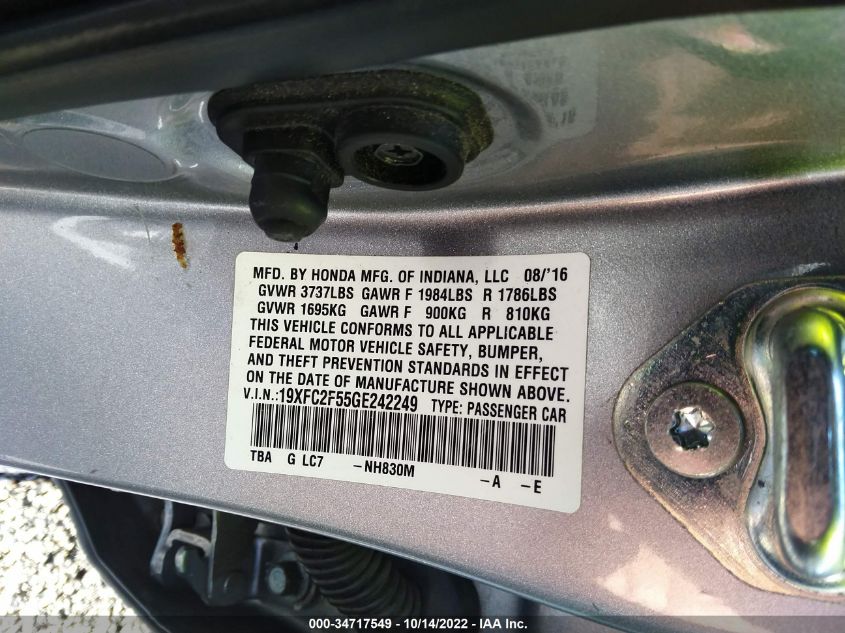 MFD. BY HONDA MFG. OF INDIANA, LLC 08/'16
GVWR 3737LBS GAWR F 1984LBS R 1786LBS
GVWR 1695KG GAWR F 900KG R 810KG
THIS VEHICLE CONFORMS TO ALL APPLICABLE
FEDERAL MOTOR VEHICLE SAFETY, BUMPER,
AND THEFT PREVENTION STANDARDS IN EFFECT
ON THE DATE OF MANUFACTURE SHOWN ABOVE.
V.I.N.:19XFC2F55GE242249 TYPE: PASSENGER CAR
TBA G LC7 -NH830M
-A -E
000-34717549 | 10/14/2022 - IAA Inc.